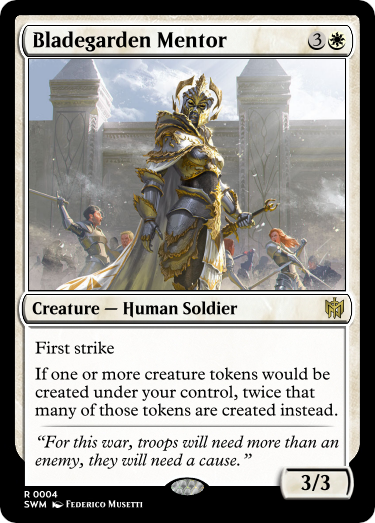 Bladegarden Mentor 3
Creature — Human Soldier
First strike
If one or more creature tokens would be
created under your control, twice that
many of those tokens are created instead.
“For this war, troops will need more than an
enemy, they will need a cause.”
3/3
R 0004
SWM Federico Musetti